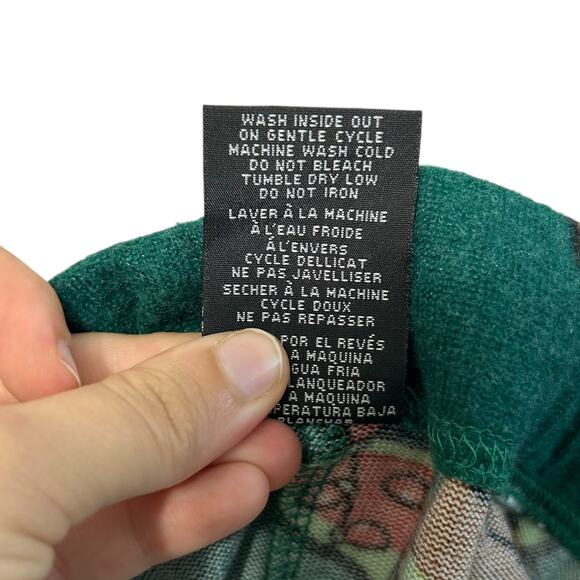 WASH INSIDE OUT
ON GENTLE CYCLE
MACHINE WASH COLD
DO NOT BLEACH
TUMBLE DRY LOW
DO NOT IRON
LAVER À LA MACHINE
À L'EAU FROIDE
À L'ENVERS
CYCLE DELLICAT
NE PAS JAVELLISER
SECHER À LA MACHINE
CYCLE DOUX
NE PAS REPASSER
POR EL REVÉS
A MAQUINA
GUA FRIA
LANQUEADOR
A MAQUINA
PERATURA BAJA